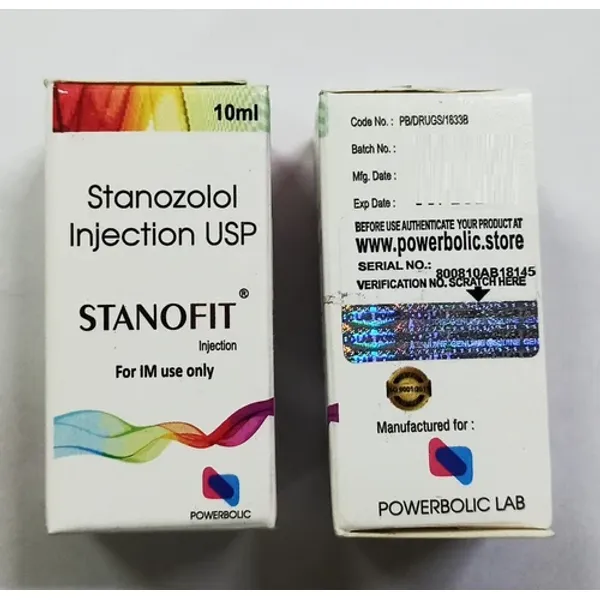 10ml
Stanozolol
Injection USP
STANOFIT®
Injection
For IM use only
POWERBOLIC
Code No. : PB/DRUGS/1833B
Batch No. :
Mfg. Date :
Exp Date :
BEFORE USE AUTHENTICATE YOUR PRODUCT AT
www.powerbolic.store
SERIAL NO.: 800810AB18145
VERIFICATION NO. SCRATCH HERE
GENUINE GENUINE
Manufactured for :
POWERBOLIC LAB